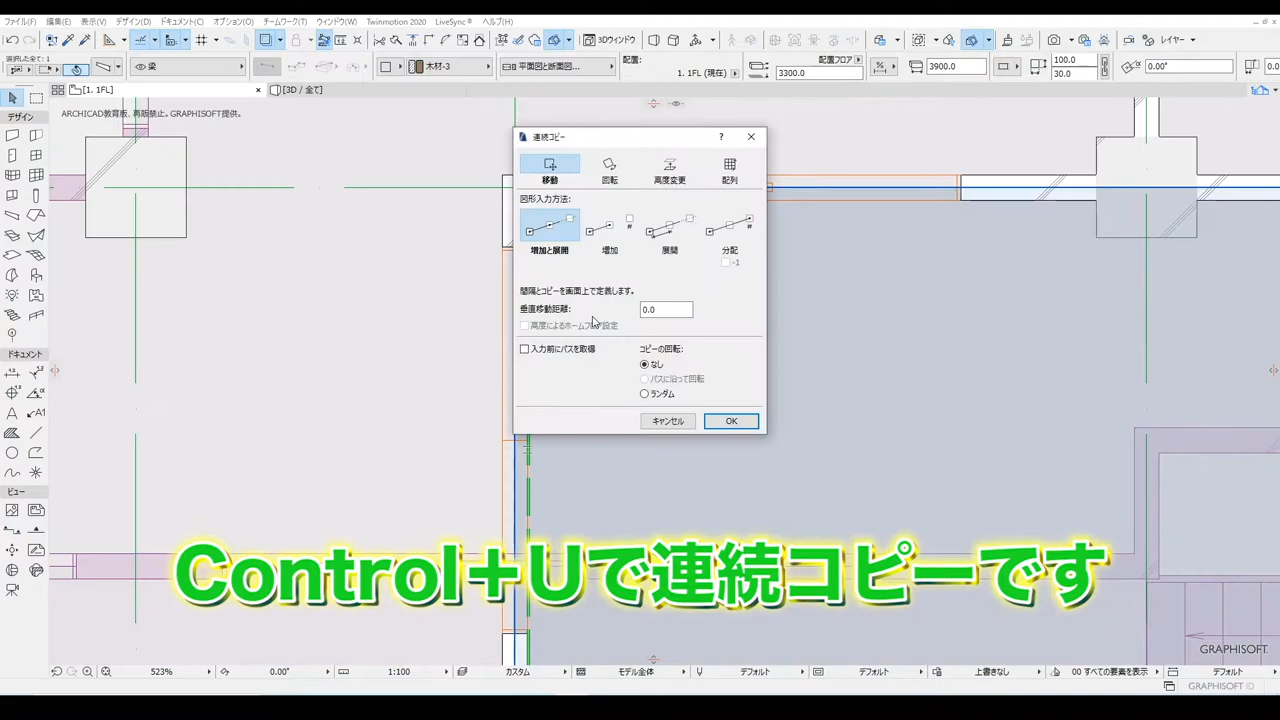 ファイル(F) 編集(E) 表示(V) デザイン(D) ドキュメント(C) オプション(O) チームワーク(T) ウィンドウ(W) Twinmotion 2020 LiveSync® ヘルプ(H)
3Dウィンドウ レイヤー
選択した全て: 1
梁 木材-3 平面図と断面図... 配置: 1. 1FL (現在) 配置フロア 3300.0 3900.0 100.0 30.0 0.00°
[1. 1FL] [3D / 全て]
ARCHICAD教育版、再販禁止。GRAPHISOFT提供。
デザイン
ドキュメント
ビュー
連続コピー
移動 回転 高度変更 配列
図形入力方法:
増加と展開 増加 展開 分配
-1
間隔とコピーを画面上で定義します。
垂直移動距離: 0.0
入力前にパスを取得 コピーの回転:
なし
パスに沿って回転
ランダム
キャンセル OK
Control+Uで連続コピーです
GRAPHISOFT.
523% 0.00° 1:100 カスタム モデル全体 デフォルト デフォルト 上書きなし 00 すべての要素を表示 デフォルト
GRAPHISOFT ID